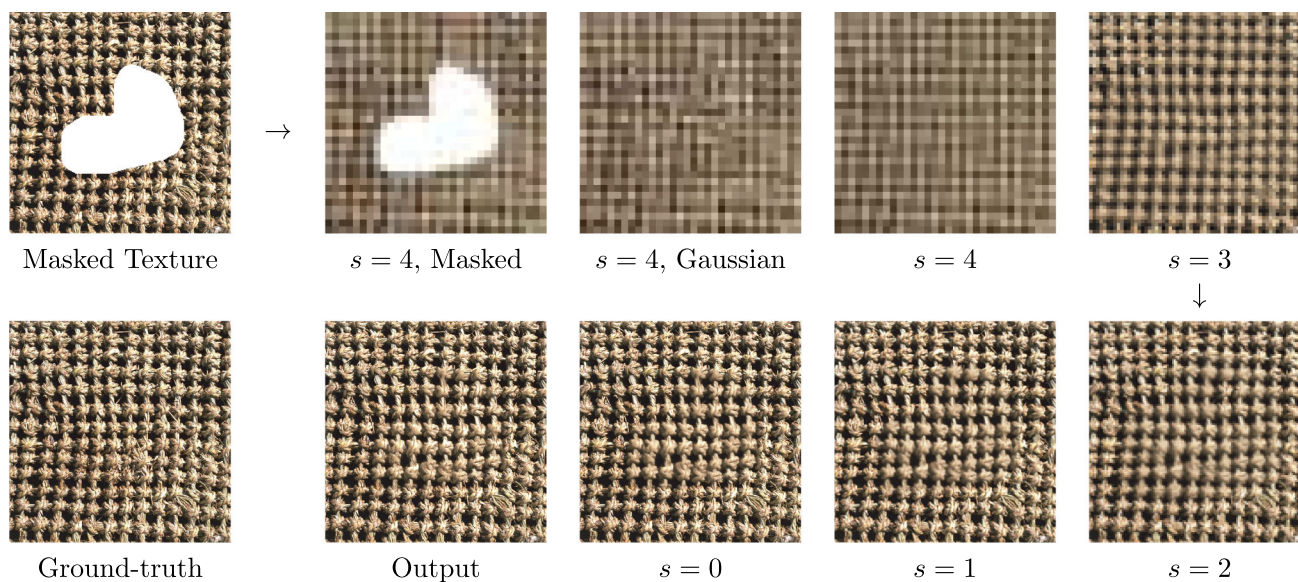 →
Masked Texture
s = 4, Masked
s = 4, Gaussian
s = 4
s = 3
↓
Ground-truth
Output
s = 0
s = 1
s = 2